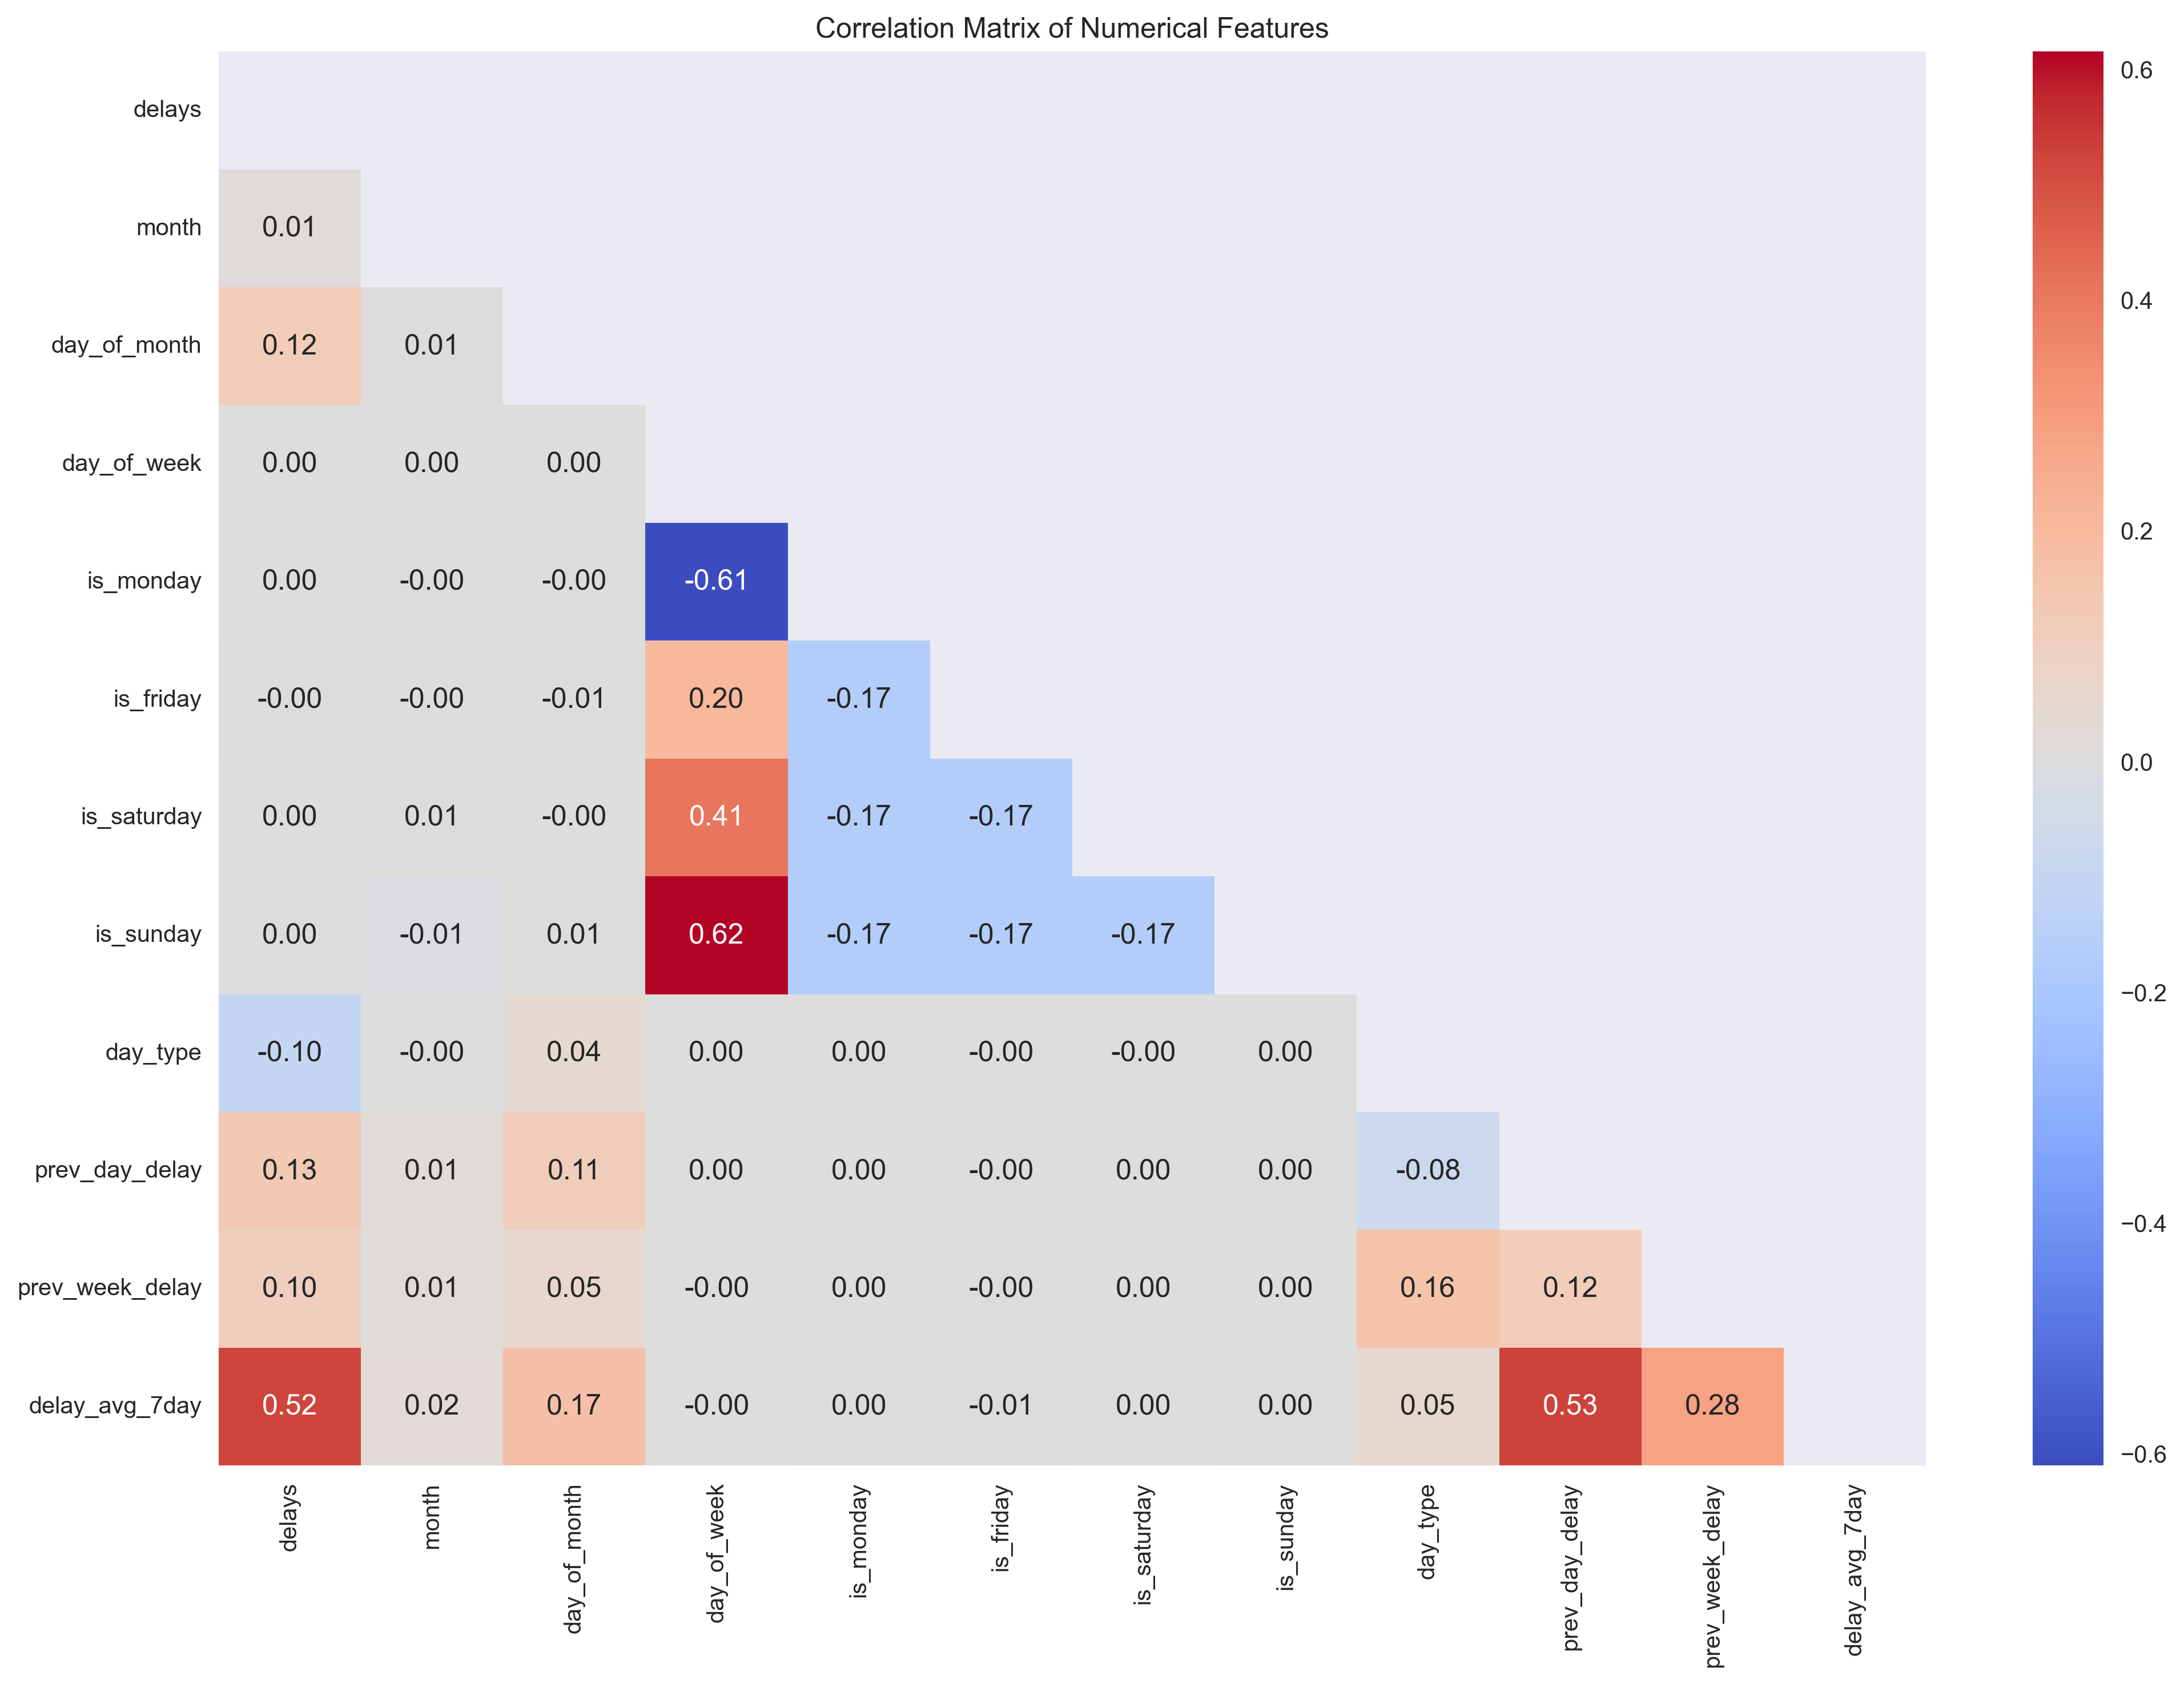 Correlation Matrix of Numerical Features
delays
month 0.01
day_of_month 0.12 0.01
day_of_week 0.00 0.00 0.00
is_monday 0.00 -0.00 -0.00 -0.61
is_friday -0.00 -0.00 -0.01 0.20 -0.17
is_saturday 0.00 0.01 -0.00 0.41 -0.17 -0.17
is_sunday 0.00 -0.01 0.01 0.62 -0.17 -0.17 -0.17
day_type -0.10 -0.00 0.04 0.00 0.00 -0.00 -0.00 0.00
prev_day_delay 0.13 0.01 0.11 0.00 0.00 -0.00 0.00 0.00 -0.08
prev_week_delay 0.10 0.01 0.05 -0.00 0.00 -0.00 0.00 0.00 0.16 0.12
delay_avg_7day 0.52 0.02 0.17 -0.00 0.00 -0.01 0.00 0.00 0.05 0.53 0.28
delays
month
day_of_month
day_of_week
is_monday
is_friday
is_saturday
is_sunday
day_type
prev_day_delay
prev_week_delay
delay_avg_7day
0.6
0.4
0.2
0.0
−0.2
−0.4
−0.6